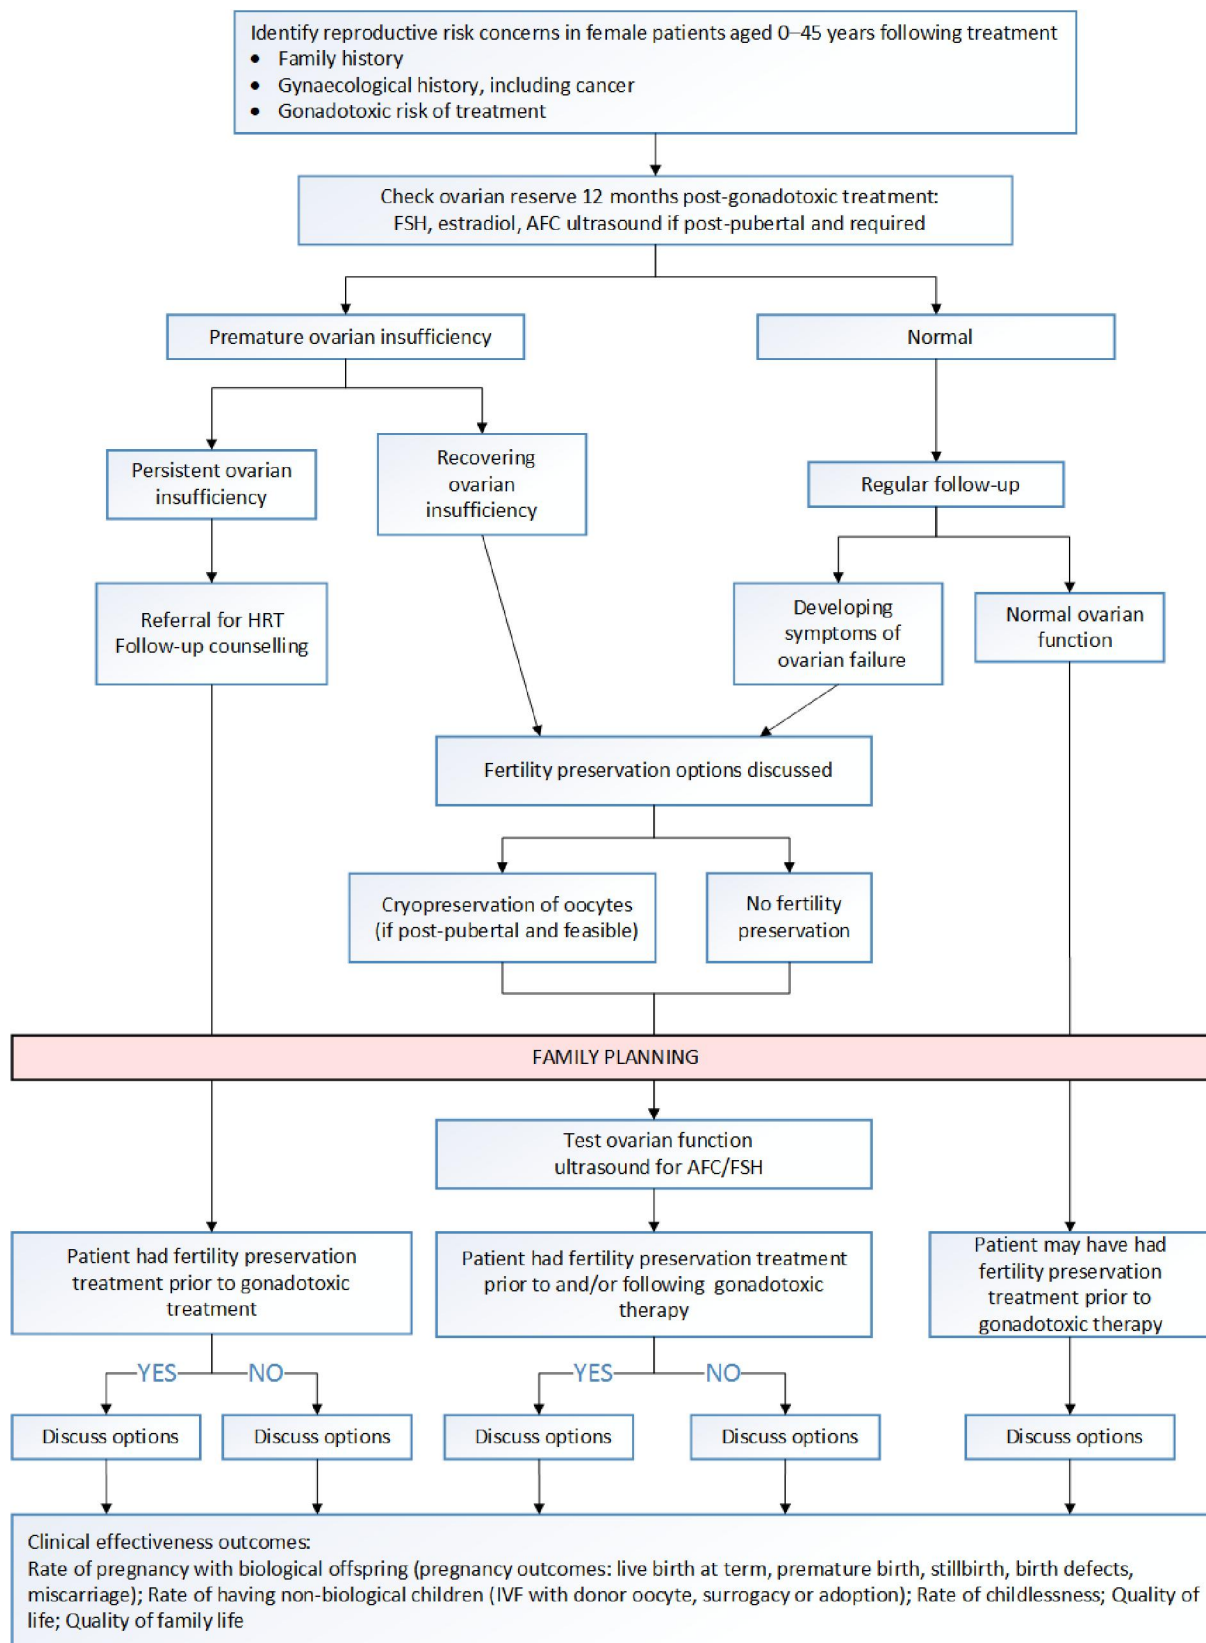 Identify reproductive risk concerns in female patients aged 0–45 years following treatment
• Family history
• Gynaecological history, including cancer
• Gonadotoxic risk of treatment
Check ovarian reserve 12 months post-gonadotoxic treatment:
FSH, estradiol, AFC ultrasound if post-pubertal and required
Premature ovarian insufficiency
Normal
Persistent ovarian
insufficiency
Recovering
ovarian
insufficiency
Regular follow-up
Referral for HRT
Follow-up counselling
Developing
symptoms of
ovarian failure
Normal ovarian
function
Fertility preservation options discussed
Cryopreservation of oocytes
(if post-pubertal and feasible)
No fertility
preservation
FAMILY PLANNING
Test ovarian function
ultrasound for AFC/FSH
Patient had fertility preservation
treatment prior to gonadotoxic
treatment
Patient had fertility preservation treatment
prior to and/or following gonadotoxic
therapy
Patient may have had
fertility preservation
treatment prior to
gonadotoxic therapy
YES
NO
YES
NO
Discuss options
Discuss options
Discuss options
Discuss options
Discuss options
Clinical effectiveness outcomes:
Rate of pregnancy with biological offspring (pregnancy outcomes: live birth at term, premature birth, stillbirth, birth defects,
miscarriage); Rate of having non-biological children (IVF with donor oocyte, surrogacy or adoption); Rate of childlessness; Quality of
life; Quality of family life